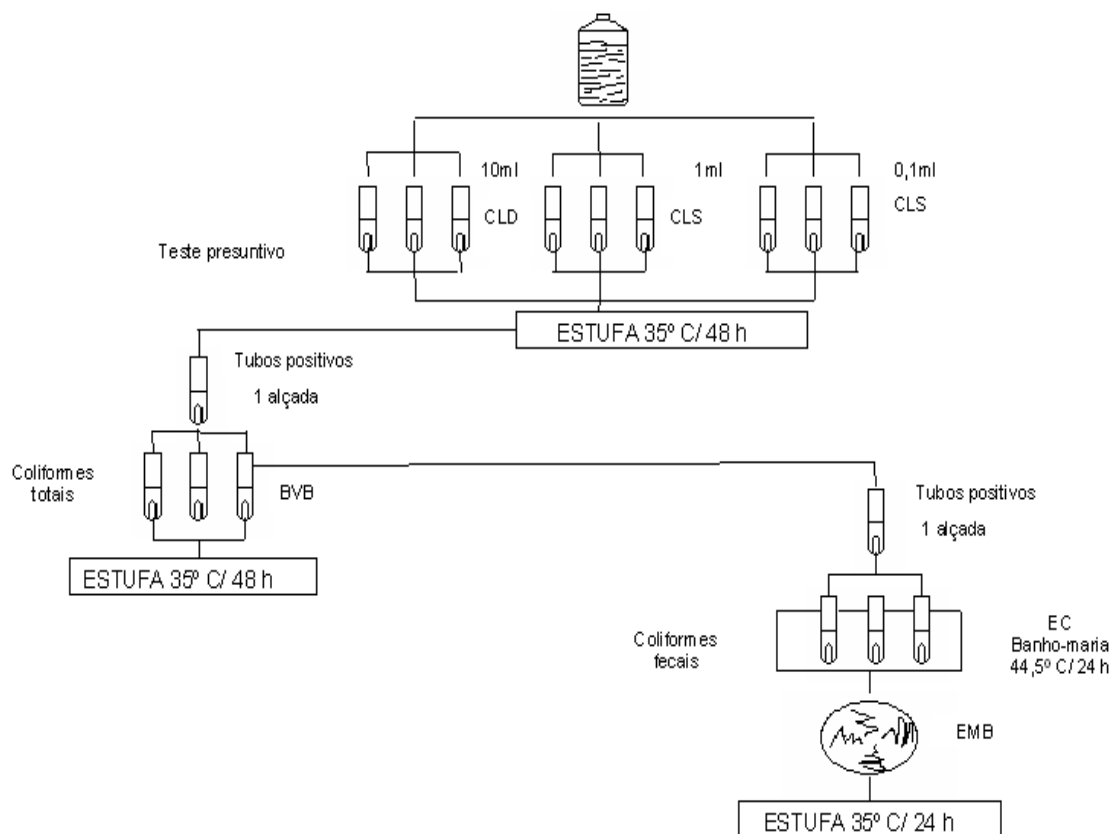 10ml
1ml
0,1ml
CLD
CLS
CLS
Teste presuntivo
ESTUFA 35º C/ 48 h
Tubos positivos
1 alçada
Coliformes
totais
BVB
Tubos positivos
1 alçada
ESTUFA 35º C/ 48 h
Coliformes
fecais
EC
Banho-maria
44,5º C/ 24 h
EMB
ESTUFA 35º C/ 24 h